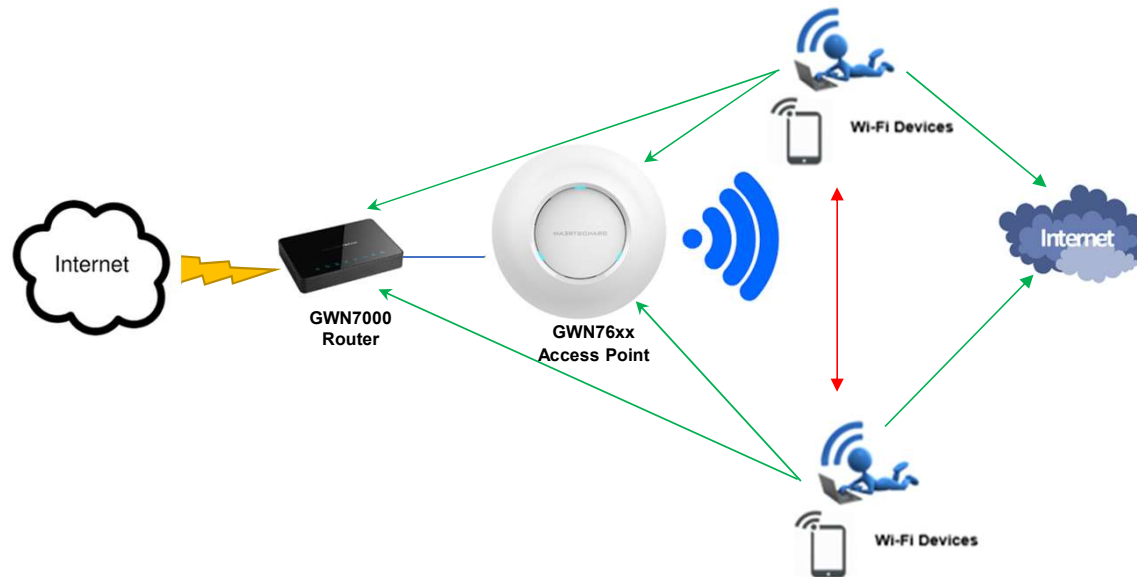 Wi-Fi Devices
Internet
Internet
GWN7000
Router
GWN76xx
Access Point
Wi-Fi Devices